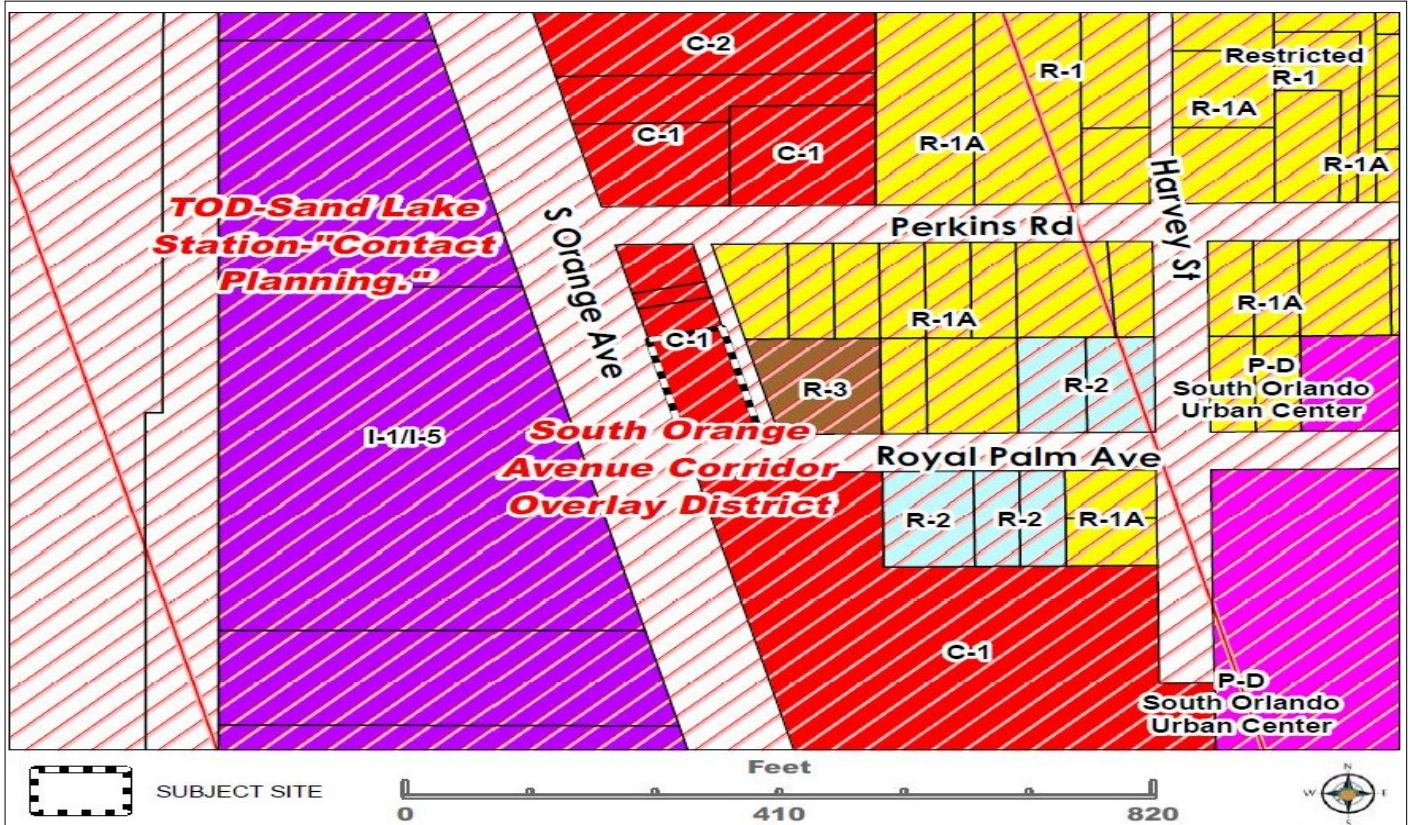 C-2
R-1
Restricted
R-1
R-1A
C-1
C-1
R-1A
R-1A
TOD-Sand Lake
Station-"Contact
Planning."
S Orange Ave
Perkins Rd
Harvey St
R-1A
R-1A
C-1
R-3
R-2
P-D
South Orlando
Urban Center
I-1/I-5
South Orange
Avenue Corridor
Overlay District
Royal Palm Ave
R-2
R-2
R-1A
C-1
P-D
South Orlando
Urban Center
SUBJECT SITE
Feet
0
410
820
N
W
E
S